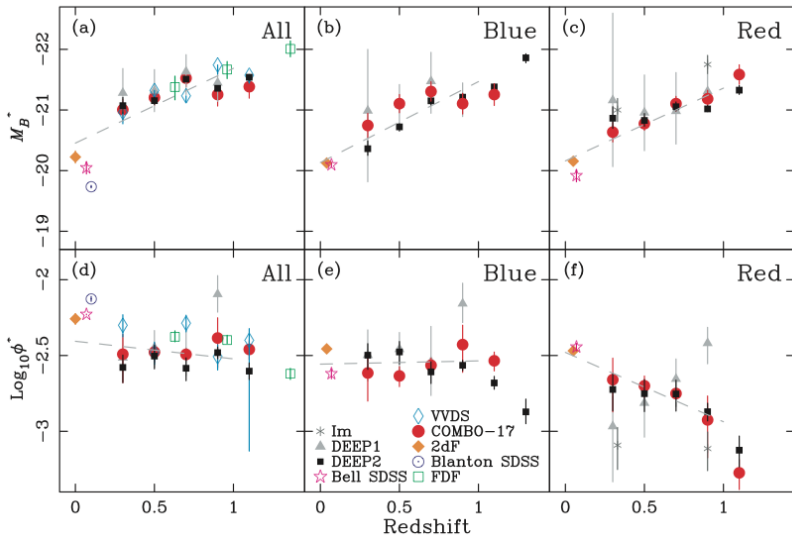 (a) All (b) Blue (c) Red
-22
-21
-20
-19
M_B^*
(d) All (e) Blue (f) Red
-2
-2.5
-3
Log₁₀ϕ^*
VVDS
Im COMBO-17
DEEP1 2dF
DEEP2 Blanton SDSS
Bell SDSS FDF
0 0.5 1 0 0.5 1 0 0.5 1
Redshift